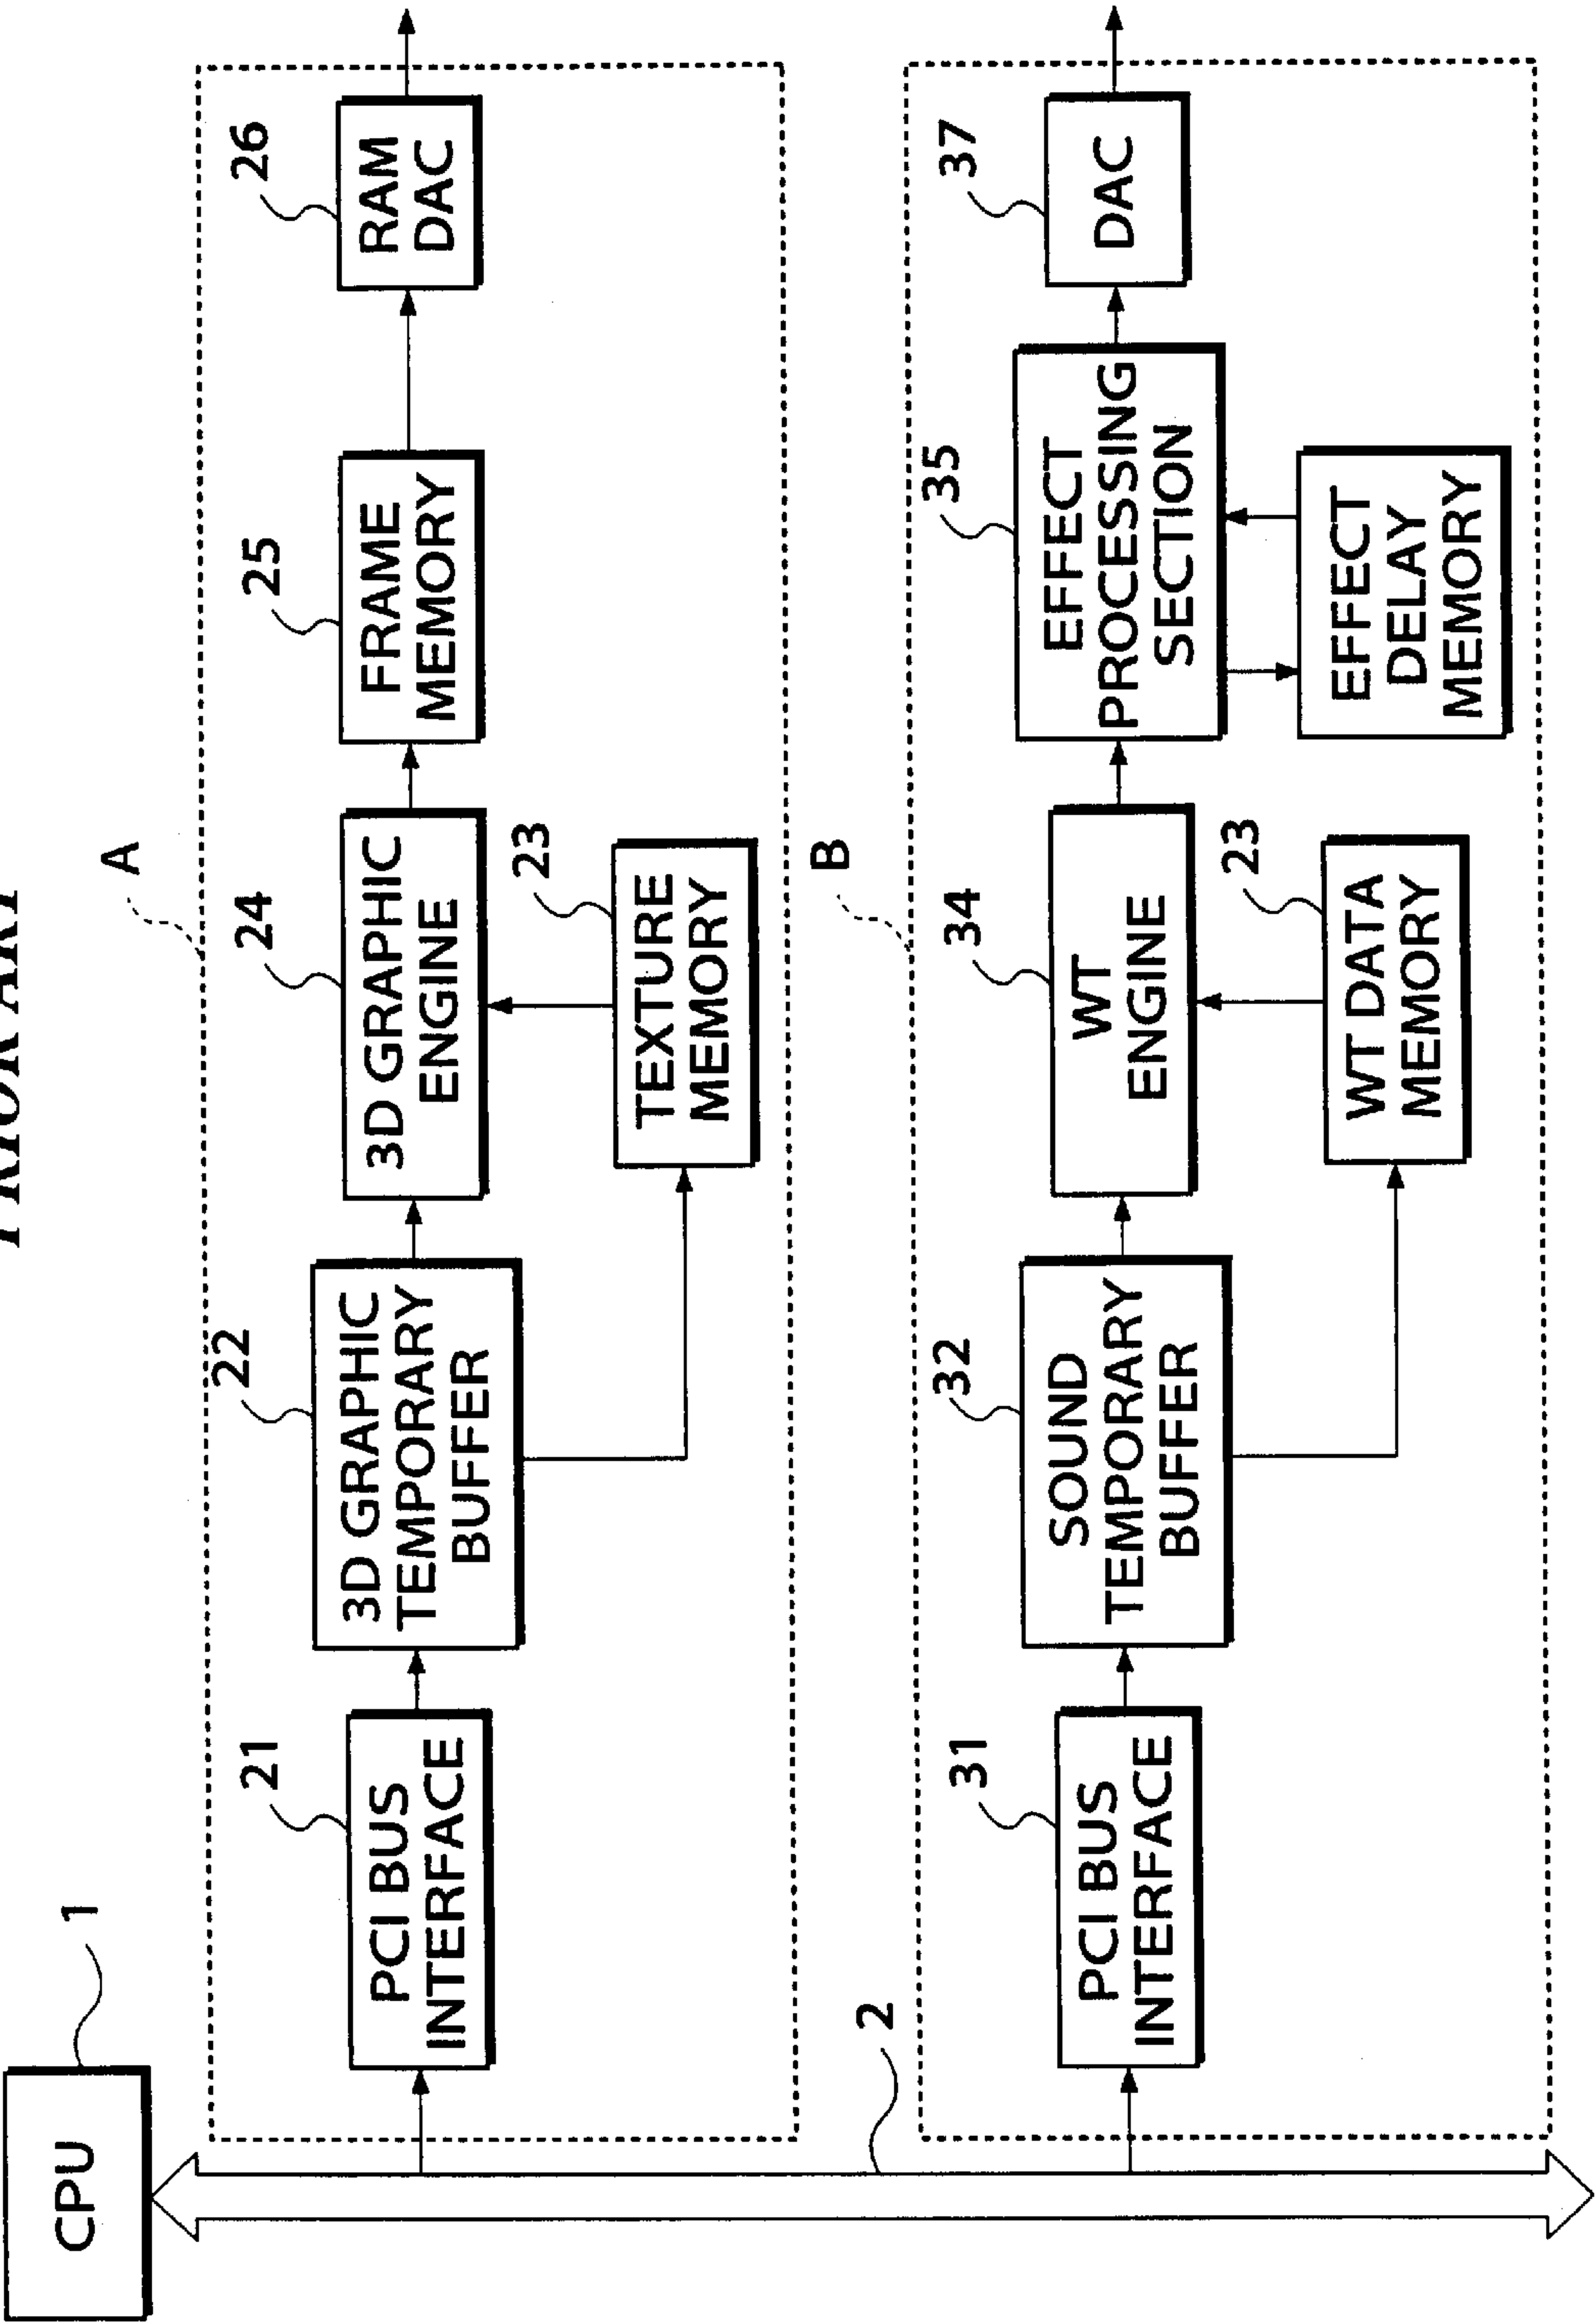 PRIOR ART
CPU
1
2
A
21
PCI BUS
INTERFACE
22
3D GRAPHIC
TEMPORARY
BUFFER
24
3D GRAPHIC
ENGINE
23
TEXTURE
MEMORY
25
FRAME
MEMORY
26
RAM
DAC
B
31
PCI BUS
INTERFACE
32
SOUND
TEMPORARY
BUFFER
34
WT
ENGINE
23
WT DATA
MEMORY
35
EFFECT
PROCESSING
SECTION
EFFECT
DELAY
MEMORY
37
DAC